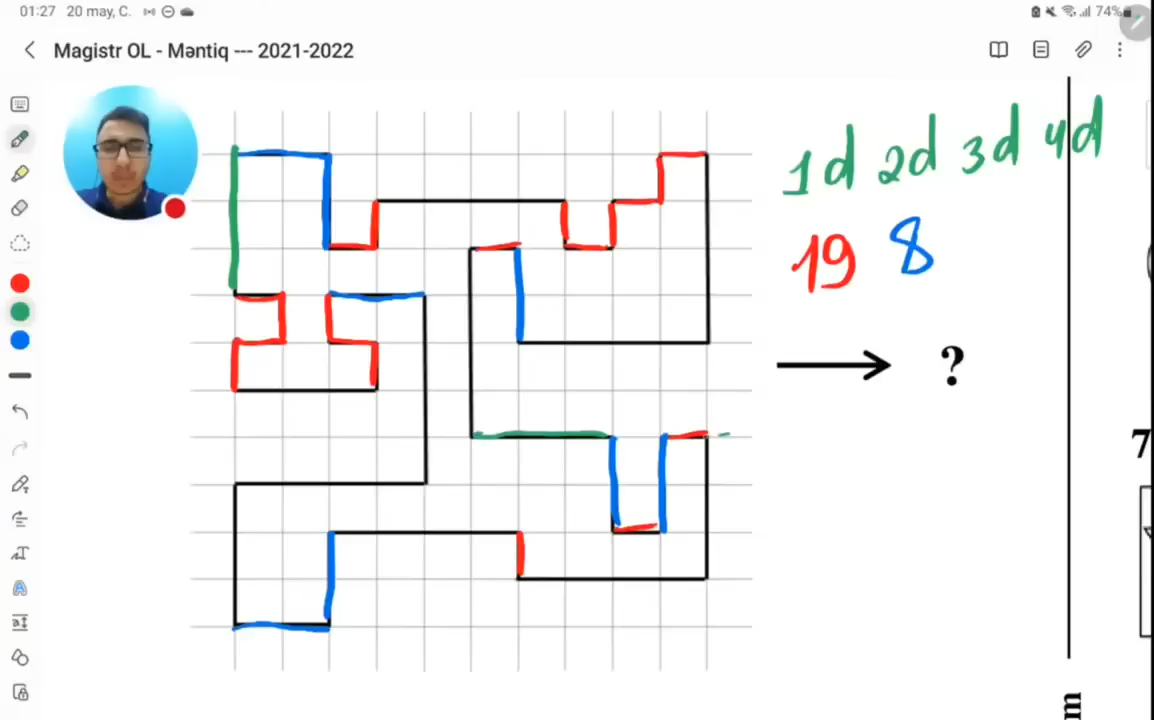 01:27 20 may, C. 74%
Magistr OL - Məntiq --- 2021-2022
1d 2d 3d 4d
19 8
?
7
m